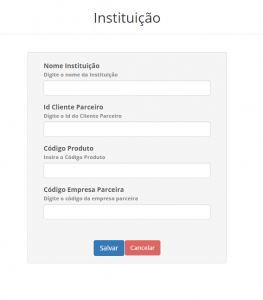 Instituição
Nome Instituição
Digite o nome da Instituição
Id Cliente Parceiro
Digite o Id do Cliente Parceiro
Código Produto
Insira o Código Produto
Código Empresa Parceira
Digite o código da empresa parceira
Salvar Cancelar